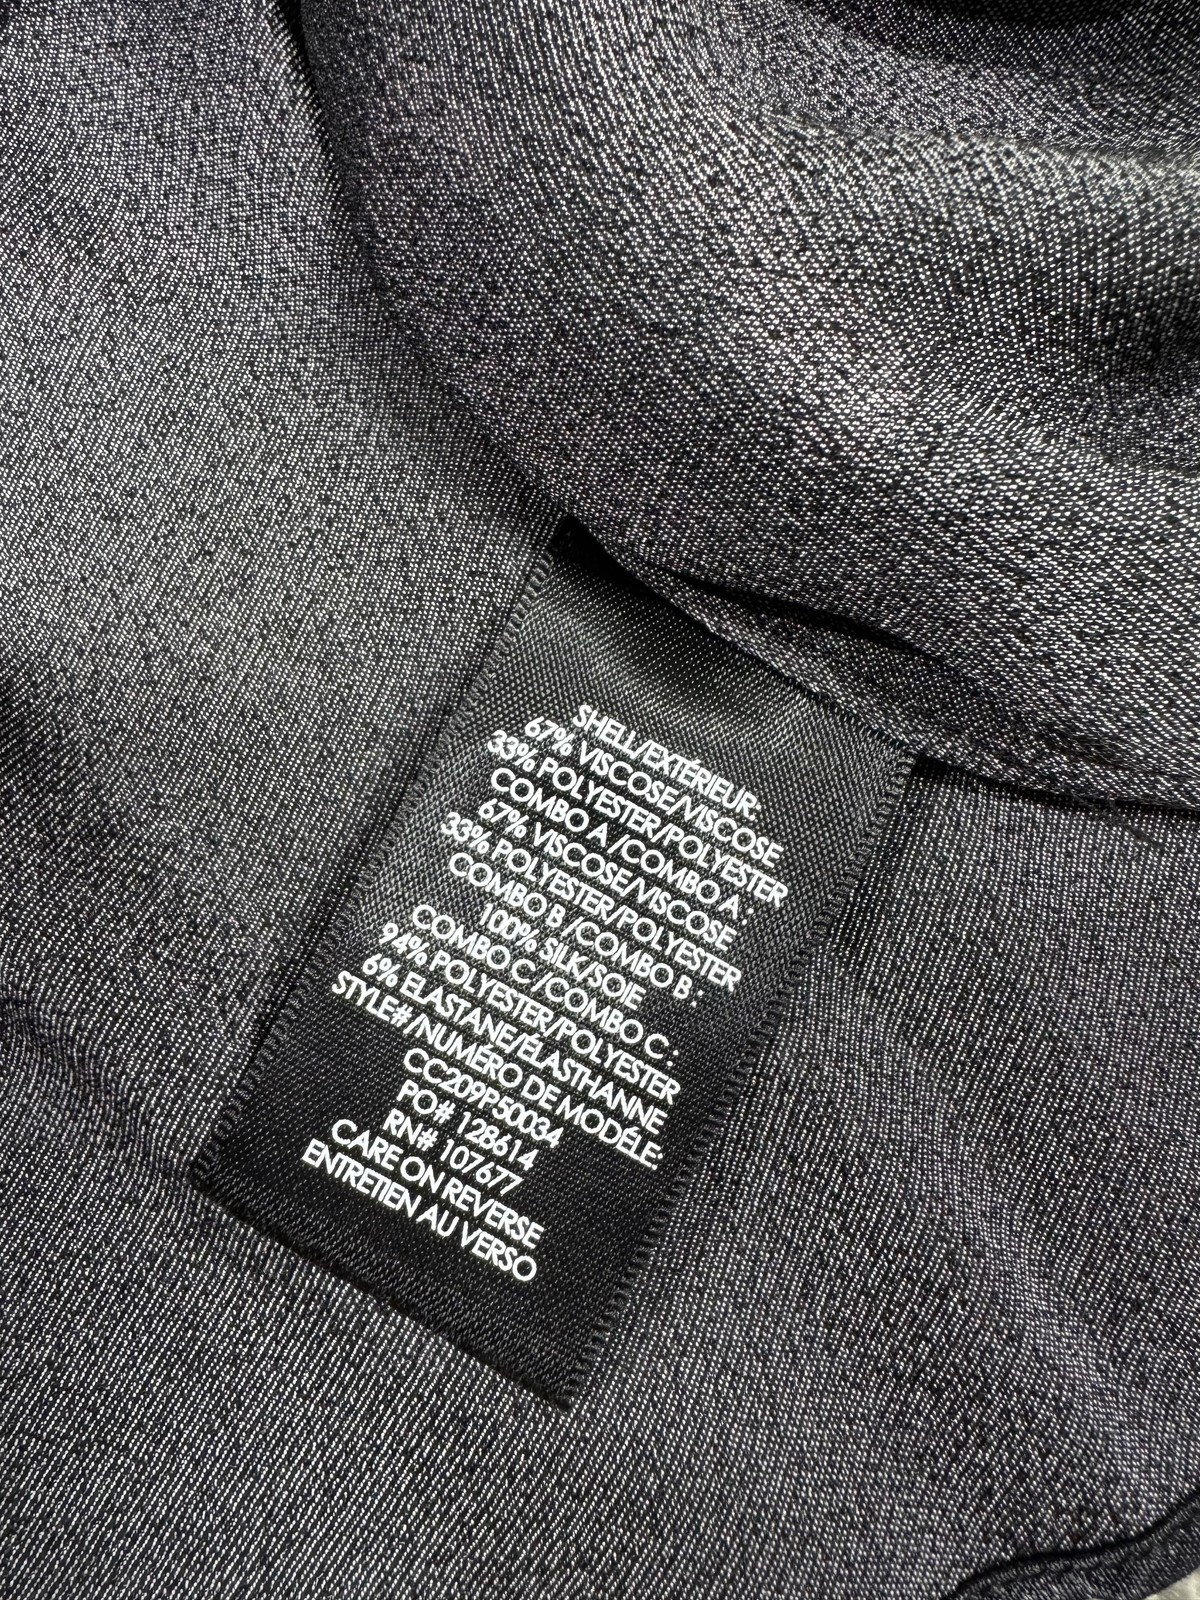 SHELL/EXTÉRIEUR:
67% VISCOSE/VISCOSE
33% POLYESTER/POLYESTER
COMBO A /COMBO A :
67% VISCOSE/VISCOSE
33% POLYESTER/POLYESTER
COMBO B /COMBO B :
100% SILK/SOIE
COMBO C /COMBO C :
94% POLYESTER/POLYESTER
6% ELASTANE/ÉLASTHANNE
STYLE#/NUMÉRO DE MODÉLE:
CC209P50034
PO# 12B614
RN# 107677
CARE ON REVERSE
ENTRETIEN AU VERSO